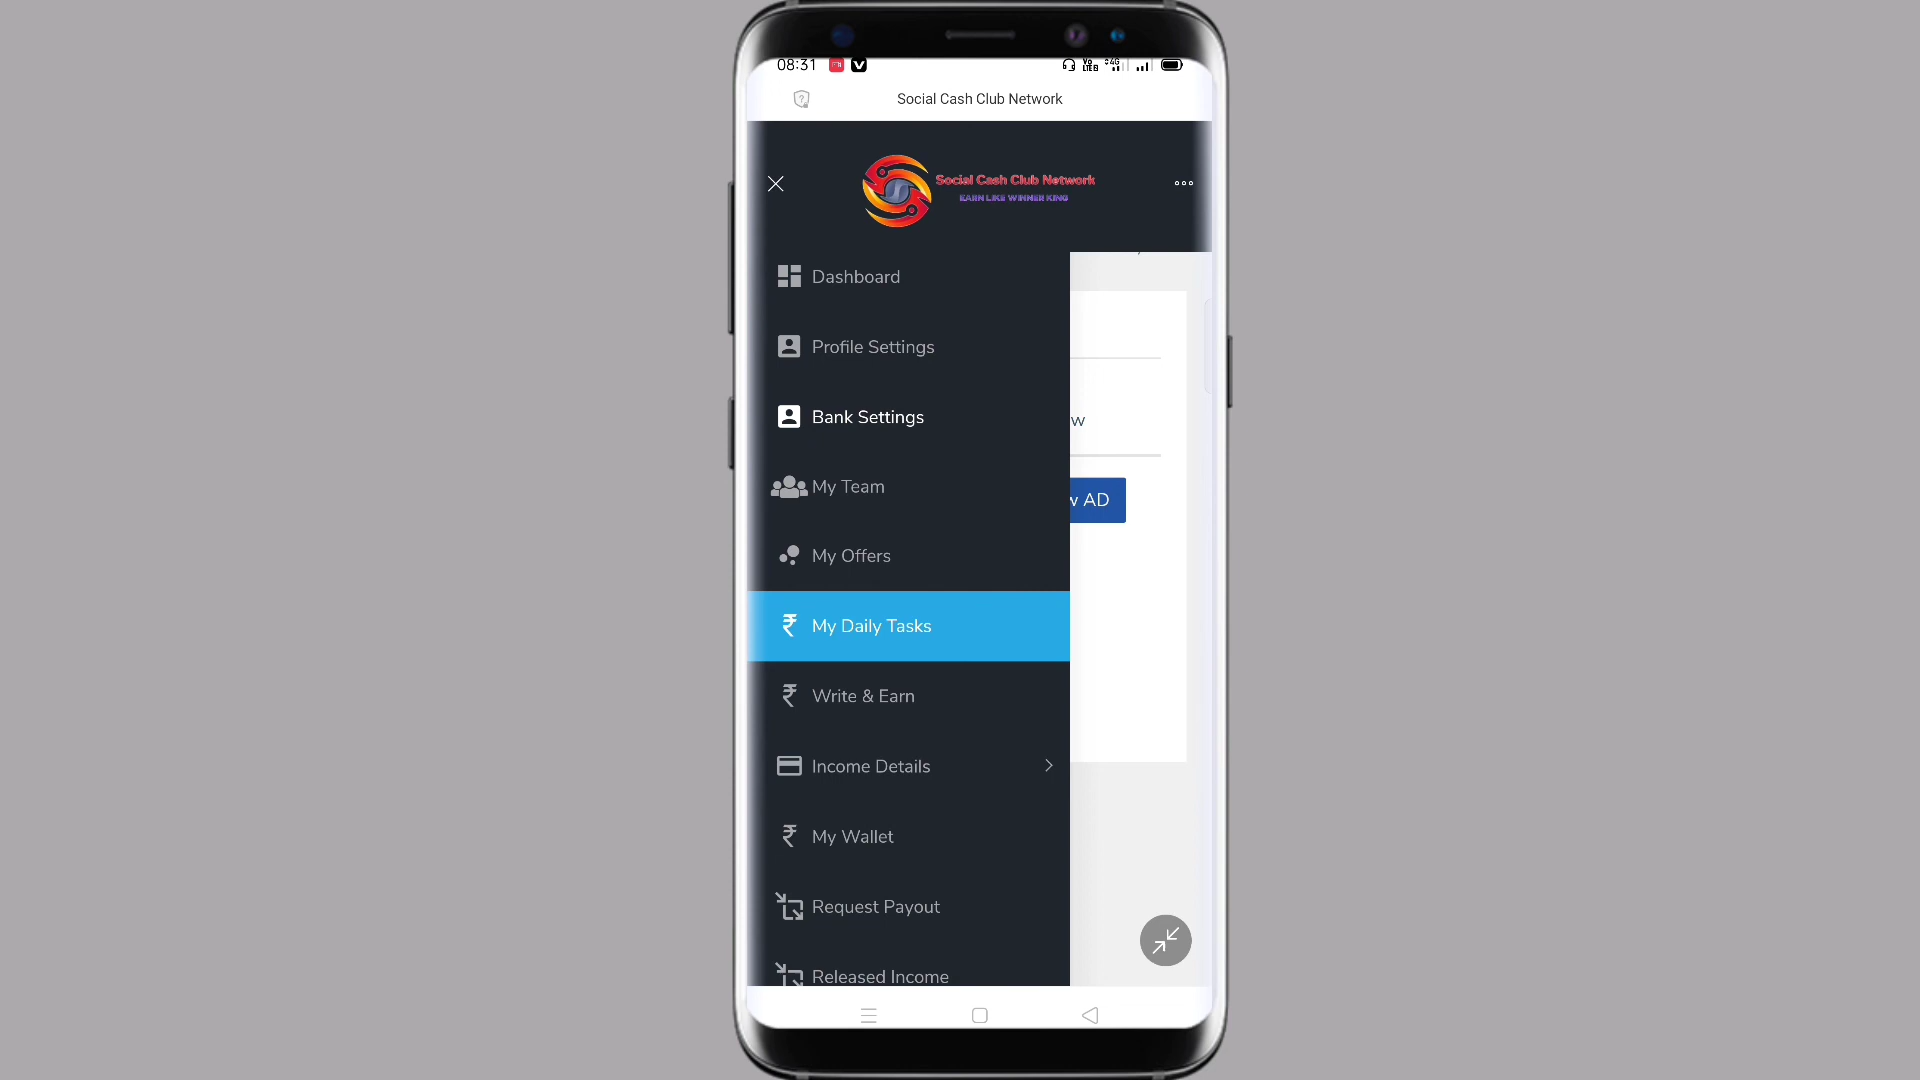 08:31
Social Cash Club Network
Social Cash Club Network
EARN LIKE WINNER KING
Dashboard
Profile Settings
Bank Settings
w
My Team
w AD
My Offers
My Daily Tasks
Write & Earn
Income Details
My Wallet
Request Payout
Released Income